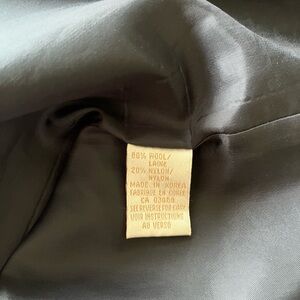 80% WOOL/
LAINE
20% NYLON/
NYLON
MADE IN KOREA
FABRIQUE EN COREE
CA
SEE REVERSE FOR CARE
VOIR INSTRUCTIONS
AU VERSO